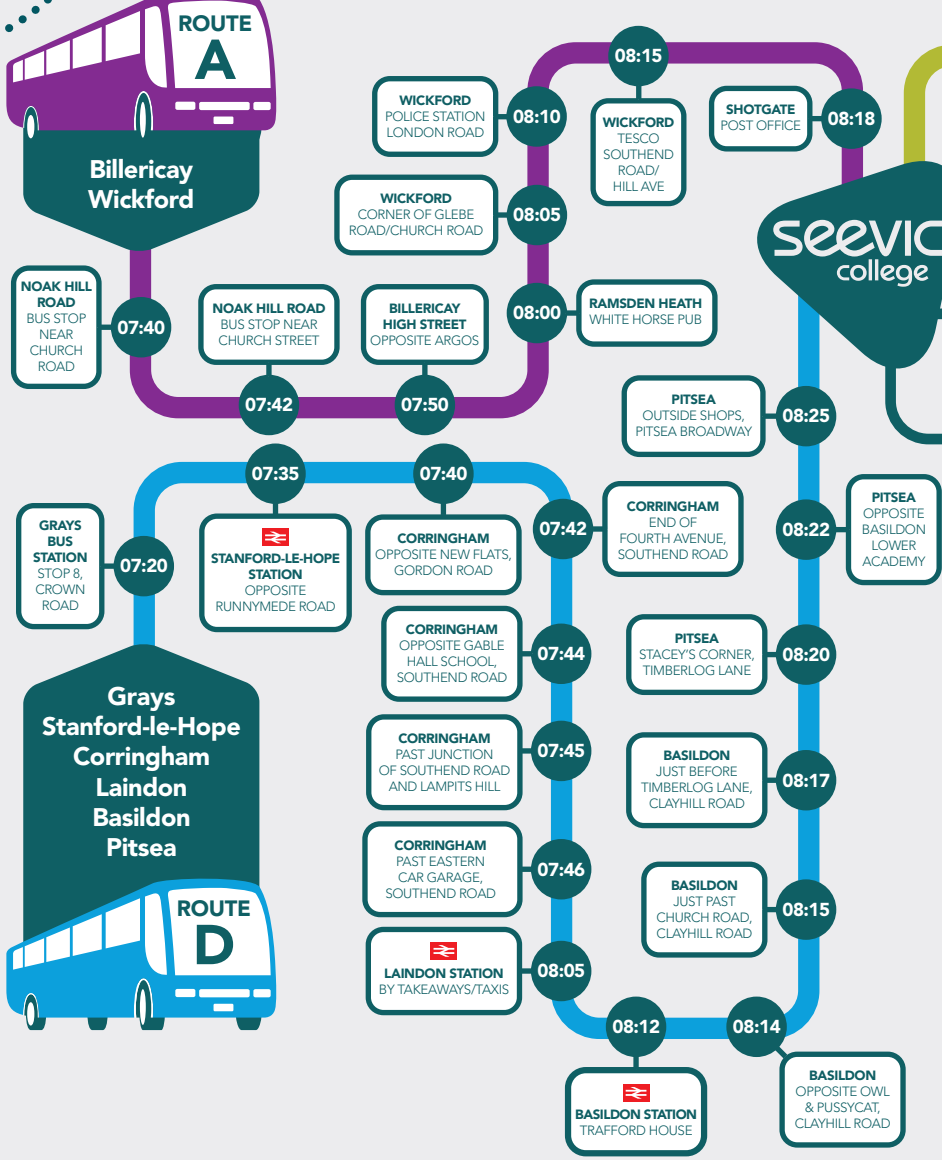 ROUTE
A
Billericay
Wickford
NOAK HILL
ROAD
BUS STOP
NEAR
CHURCH
ROAD
07:40
NOAK HILL ROAD
BUS STOP NEAR
CHURCH STREET
07:42
BILLERICAY
HIGH STREET
OPPOSITE ARGOS
07:50
RAMSDEN HEATH
WHITE HORSE PUB
08:00
WICKFORD
CORNER OF GLEBE
ROAD/CHURCH ROAD
08:05
WICKFORD
POLICE STATION
LONDON ROAD
08:10
08:15
WICKFORD
TESCO
SOUTHEND
ROAD/
HILL AVE
SHOTGATE
POST OFFICE
08:18
seevic
college
GRAYS
BUS
STATION
STOP 8,
CROWN
ROAD
07:20
07:35
STANFORD-LE-HOPE
STATION
OPPOSITE
RUNNYMEDE ROAD
07:40
CORRINGHAM
OPPOSITE NEW FLATS,
GORDON ROAD
07:42
CORRINGHAM
END OF
FOURTH AVENUE,
SOUTHEND ROAD
CORRINGHAM
OPPOSITE GABLE
HALL SCHOOL,
SOUTHEND ROAD
07:44
CORRINGHAM
PAST JUNCTION
OF SOUTHEND ROAD
AND LAMPITS HILL
07:45
CORRINGHAM
PAST EASTERN
CAR GARAGE,
SOUTHEND ROAD
07:46
LAINDON STATION
BY TAKEAWAYS/TAXIS
08:05
08:12
BASILDON STATION
TRAFFORD HOUSE
08:14
BASILDON
OPPOSITE OWL
& PUSSYCAT,
CLAYHILL ROAD
BASILDON
JUST PAST
CHURCH ROAD,
CLAYHILL ROAD
08:15
BASILDON
JUST BEFORE
TIMBERLOG LANE,
CLAYHILL ROAD
08:17
PITSEA
STACEY'S CORNER,
TIMBERLOG LANE
08:20
08:22
PITSEA
OPPOSITE
BASILDON
LOWER
ACADEMY
PITSEA
OUTSIDE SHOPS,
PITSEA BROADWAY
08:25
Grays
Stanford-le-Hope
Corringham
Laindon
Basildon
Pitsea
ROUTE
D